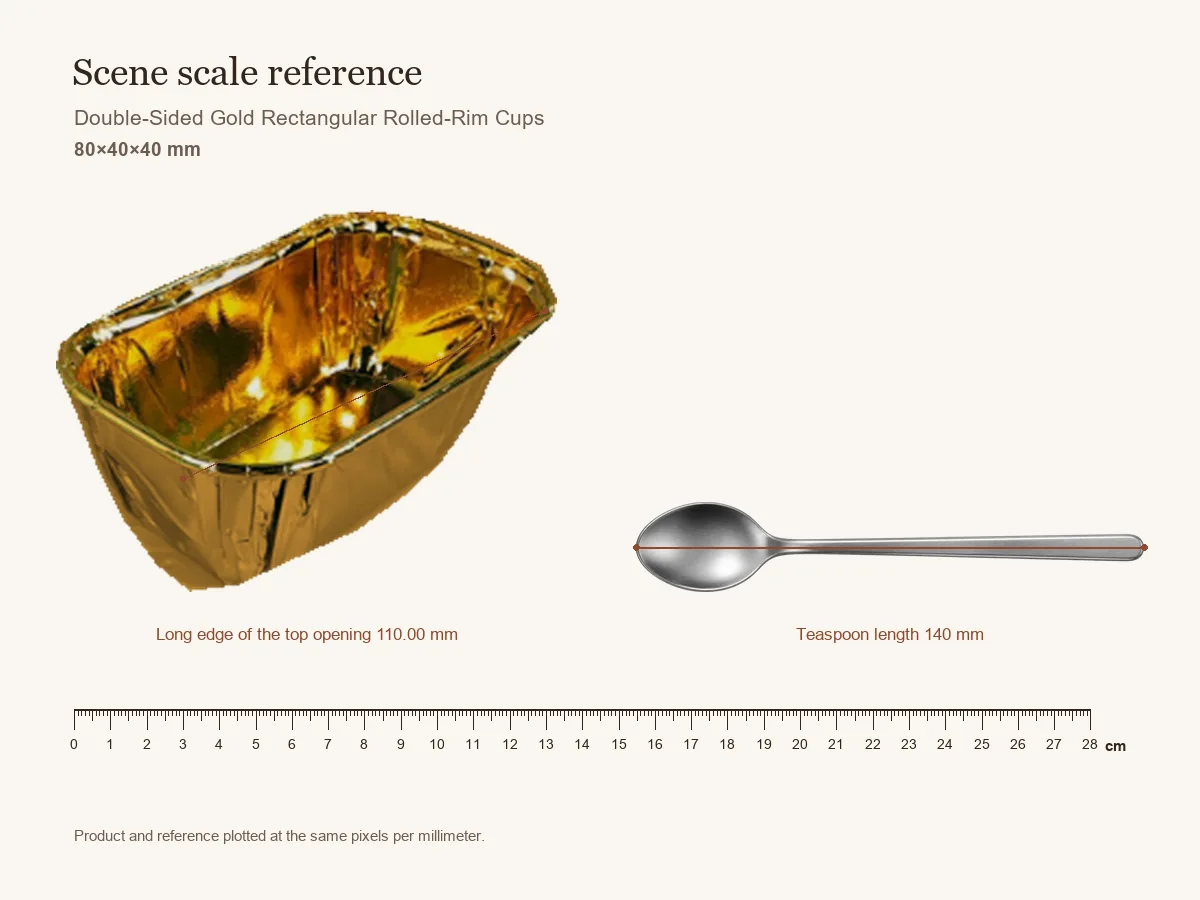 Scene scale reference
Double-Sided Gold Rectangular Rolled-Rim Cups
80×40×40 mm
Long edge of the top opening 110.00 mm
Teaspoon length 140 mm
0 1 2 3 4 5 6 7 8 9 10 11 12 13 14 15 16 17 18 19 20 21 22 23 24 25 26 27 28 cm
Product and reference plotted at the same pixels per millimeter.